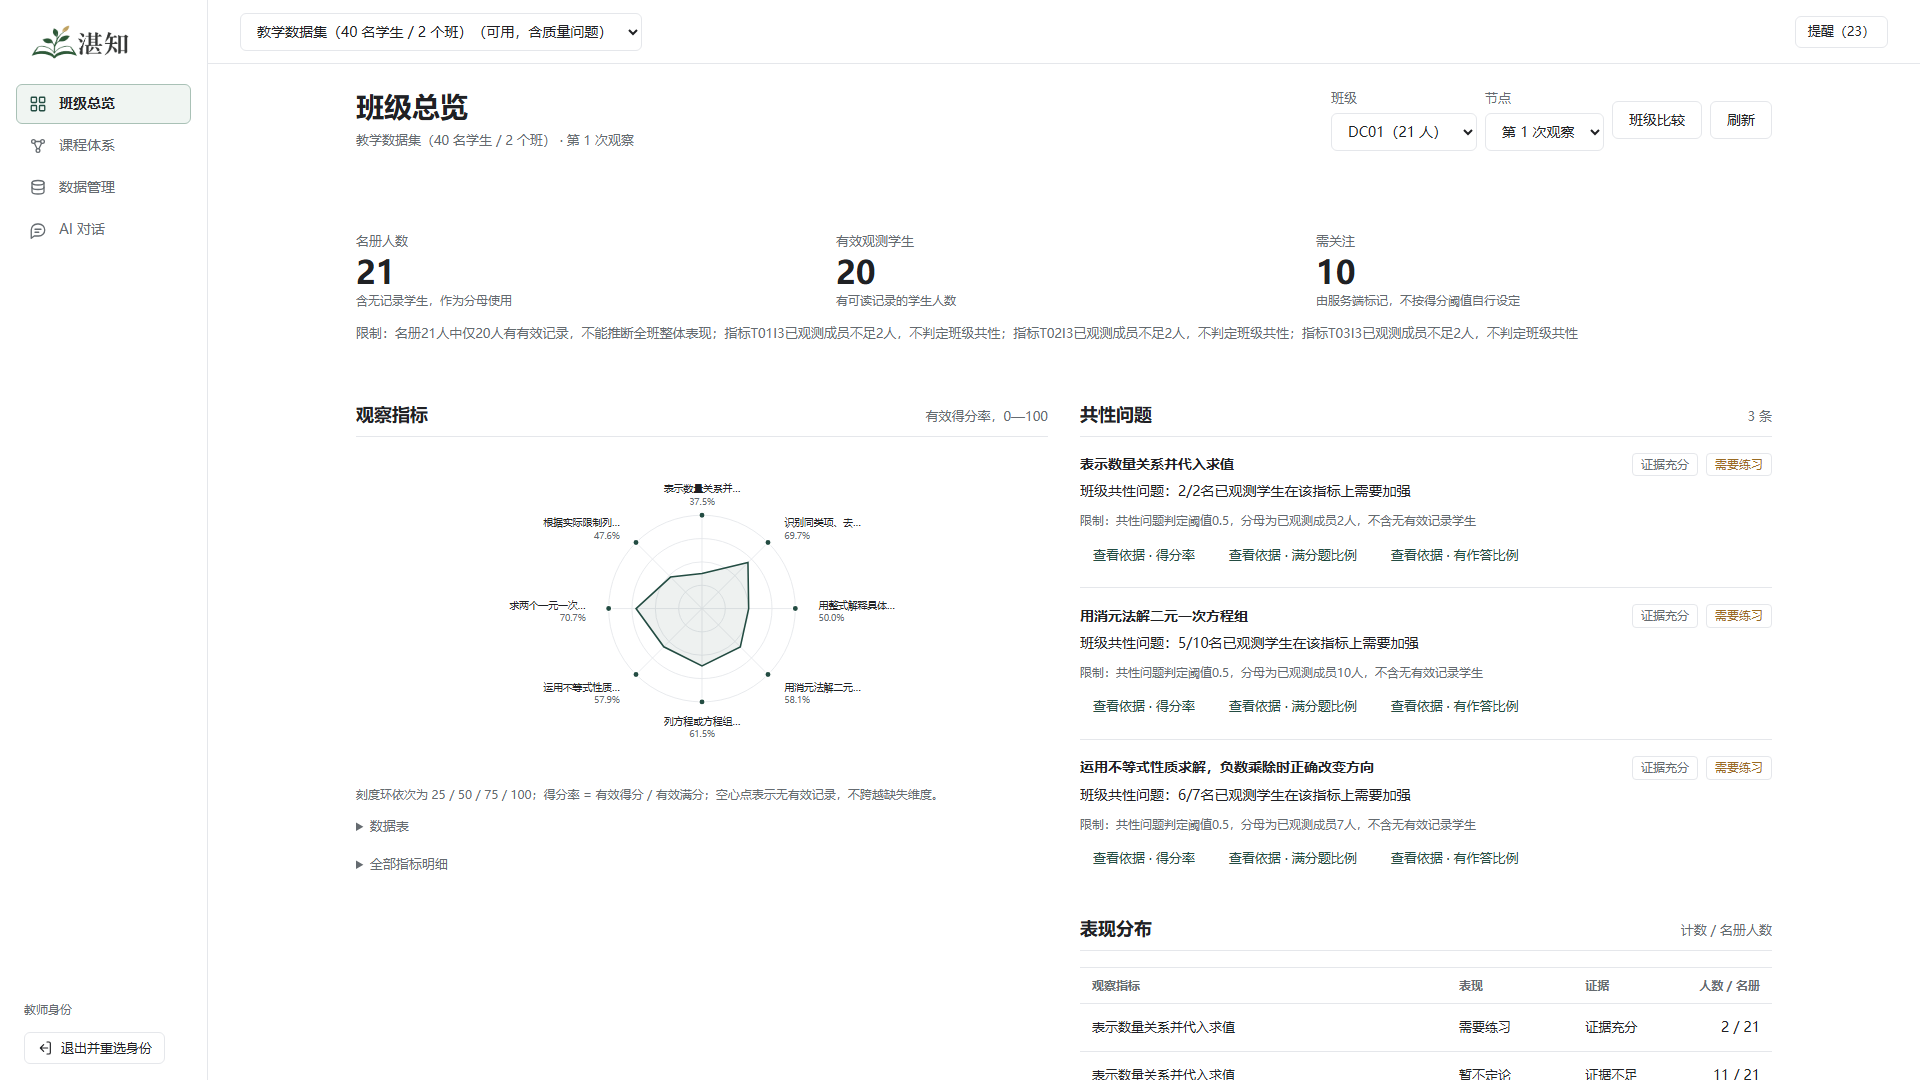 湛知
教学数据集（40 名学生 / 2 个班）（可用，含质量问题）
提醒（23）
班级总览
课程体系
数据管理
AI 对话
教师身份
退出并重选身份
班级总览
教学数据集（40 名学生 / 2 个班） · 第 1 次观察
班级
DC01（21 人）
节点
第 1 次观察
班级比较
刷新
名册人数
21
含无记录学生，作为分母使用
有效观测学生
20
有可读记录的学生人数
需关注
10
由服务端标记，不按得分阈值自行设定
限制：名册21人中仅20人有有效记录，不能推断全班整体表现；指标T01I3已观测成员不足2人，不判定班级共性；指标T02I3已观测成员不足2人，不判定班级共性；指标T03I3已观测成员不足2人，不判定班级共性
观察指标
有效得分率，0—100
表示数量关系并...
37.5%
识别同类项、去...
69.7%
用整式解释具体...
50.0%
用消元法解二元...
58.1%
列方程或方程组...
61.5%
运用不等式性质...
57.9%
求两个一元一次...
70.7%
根据实际限制列...
47.6%
刻度环依次为 25 / 50 / 75 / 100；得分率 = 有效得分 / 有效满分；空心点表示无有效记录，不跨越缺失维度。
数据表
全部指标明细
共性问题
3 条
表示数量关系并代入求值
证据充分
需要练习
班级共性问题：2/2名已观测学生在该指标上需要加强
限制：共性问题判定阈值0.5，分母为已观测成员2人，不含无有效记录学生
查看依据 · 得分率
查看依据 · 满分题比例
查看依据 · 有作答比例
用消元法解二元一次方程组
证据充分
需要练习
班级共性问题：5/10名已观测学生在该指标上需要加强
限制：共性问题判定阈值0.5，分母为已观测成员10人，不含无有效记录学生
查看依据 · 得分率
查看依据 · 满分题比例
查看依据 · 有作答比例
运用不等式性质求解，负数乘除时正确改变方向
证据充分
需要练习
班级共性问题：6/7名已观测学生在该指标上需要加强
限制：共性问题判定阈值0.5，分母为已观测成员7人，不含无有效记录学生
查看依据 · 得分率
查看依据 · 满分题比例
查看依据 · 有作答比例
表现分布
计数 / 名册人数
观察指标
表现
证据
人数 / 名册
表示数量关系并代入求值
需要练习
证据充分
2 / 21
表示数量关系并代入求值
暂不定论
证据不足
11 / 21